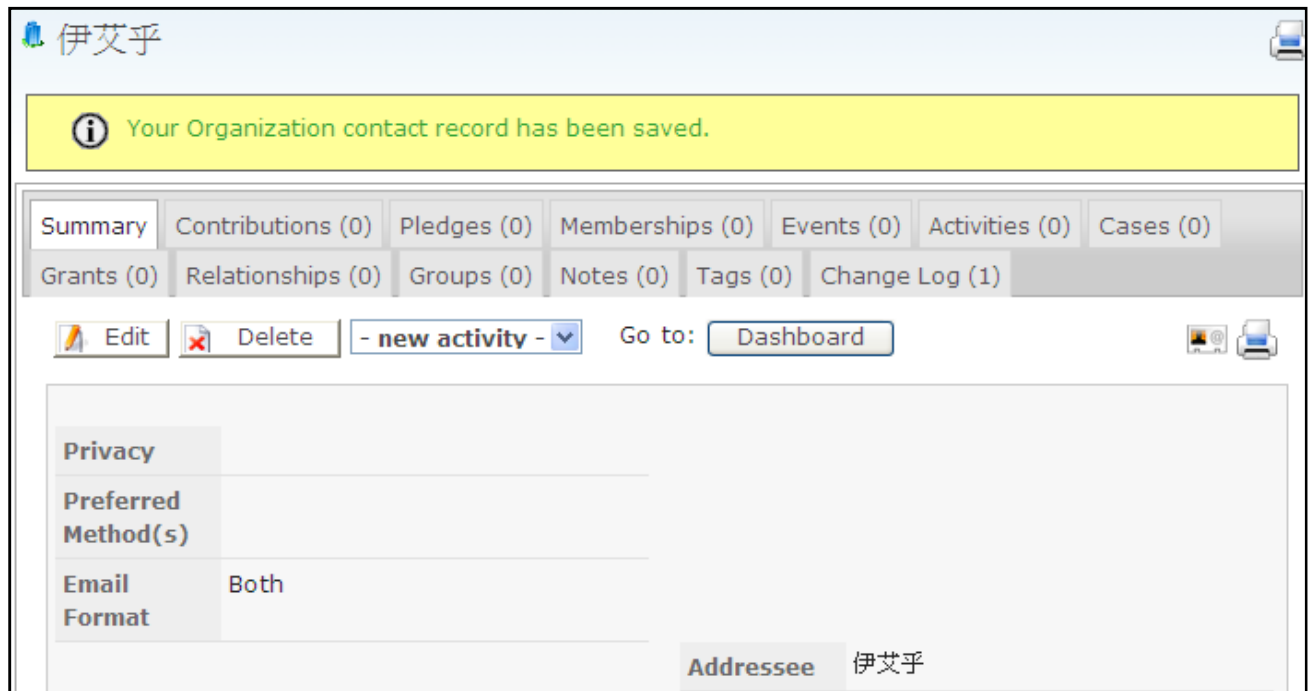 伊艾乎
Your Organization contact record has been saved.
Summary Contributions (0) Pledges (0) Memberships (0) Events (0) Activities (0) Cases (0)
Grants (0) Relationships (0) Groups (0) Notes (0) Tags (0) Change Log (1)
Edit Delete - new activity - Go to: Dashboard
Privacy
Preferred
Method(s)
Email Both
Format
Addressee 伊艾乎